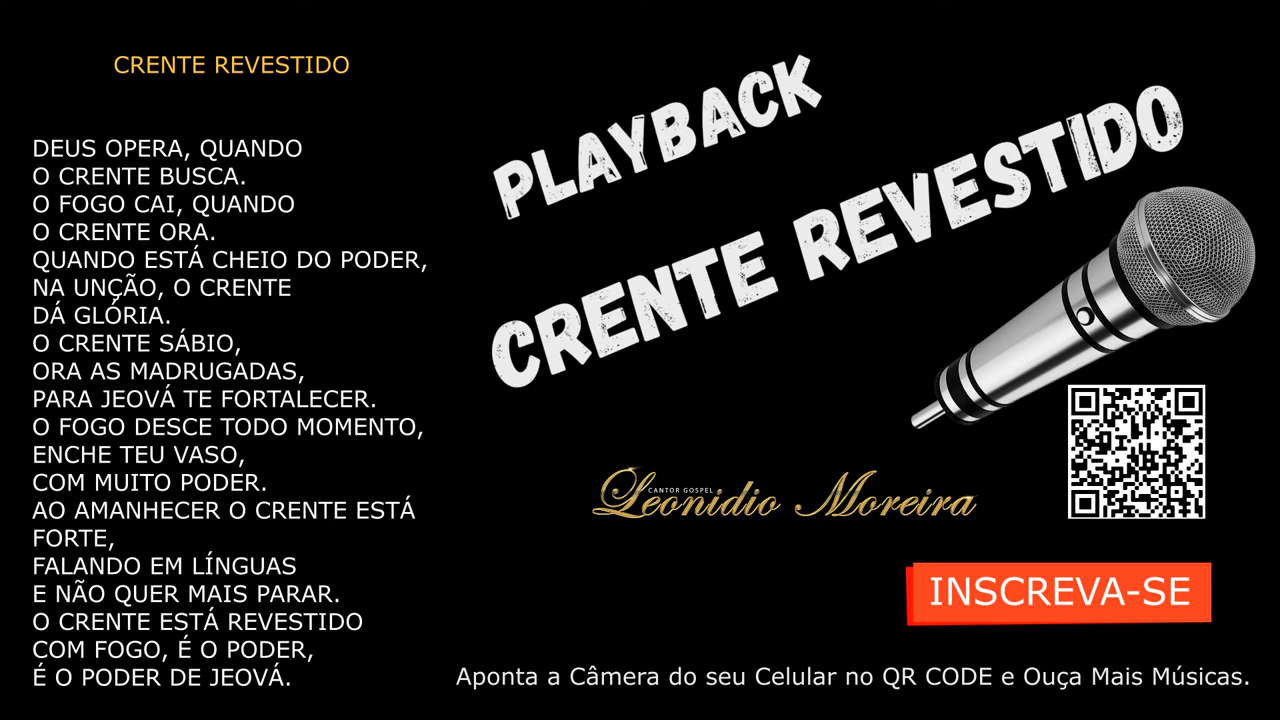 CRENTE REVESTIDO
DEUS OPERA, QUANDO
O CRENTE BUSCA.
O FOGO CAI, QUANDO
O CRENTE ORA.
QUANDO ESTÁ CHEIO DO PODER,
NA UNÇÃO, O CRENTE
DÁ GLÓRIA.
O CRENTE SÁBIO,
ORA AS MADRUGADAS,
PARA JEOVÁ TE FORTALECER.
O FOGO DESCE TODO MOMENTO,
ENCHE TEU VASO,
COM MUITO PODER.
AO AMANHECER O CRENTE ESTÁ
FORTE,
FALANDO EM LÍNGUAS
E NÃO QUER MAIS PARAR.
O CRENTE ESTÁ REVESTIDO
COM FOGO, É O PODER,
É O PODER DE JEOVÁ.
PLAYBACK
CRENTE REVESTIDO
CANTOR GOSPEL
Leonidio Moreira
INSCREVA-SE
Aponta a Câmera do seu Celular no QR CODE e Ouça Mais Músicas.